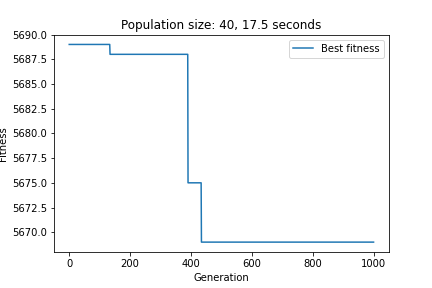 Population size: 40, 17.5 seconds
5690.0
5687.5
5685.0
5682.5
5680.0
5677.5
5675.0
5672.5
5670.0
Fitness
Best fitness
0 200 400 600 800 1000
Generation